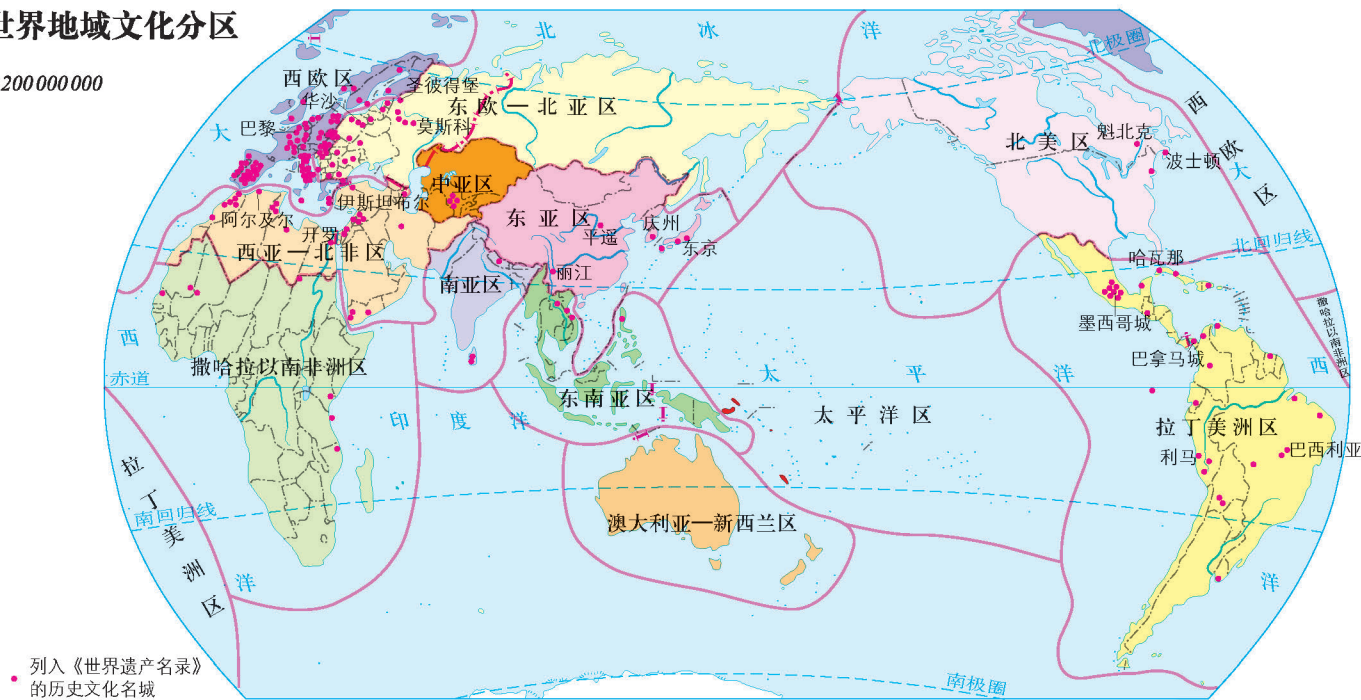 世界地域文化分区
200 000 000
北冰洋
北极圈
西欧区
圣彼得堡
华沙
东欧—北亚区
大
巴黎
莫斯科
西欧区
北美区
魁北克
波士顿
大
中亚区
伊斯坦布尔
阿尔及尔
开罗
西亚—北非区
东亚区
庆州
平遥
东京
丽江
南亚区
北回归线
哈瓦那
墨西哥城
巴拿马城
撒哈拉以南非洲区
西
撒哈拉以南非洲区
赤道
太平洋
西
印度洋
东南亚区
太平洋区
拉丁美洲区
利马
巴西利亚
拉丁美洲区
南回归线
澳大利亚—新西兰区
洋
洋
南极圈
列入《世界遗产名录》
的历史文化名城